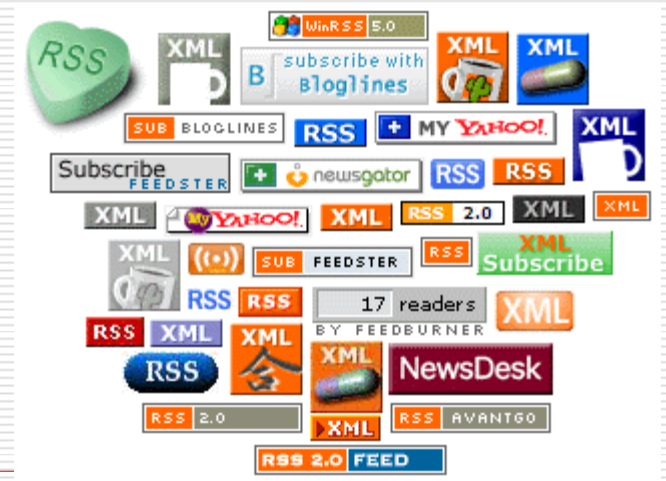 WinRSS 5.0
RSS
XML
subscribe with
Bloglines
XML
XML
SUB BLOGLINES
RSS
+ MY YAHOO!
XML
Subscribe
FEEDSTER
+ newsgator
RSS
RSS
XML
My YAHOO!
XML
RSS 2.0
XML
XML
XML
SUB FEEDSTER
RSS
XML
Subscribe
RSS
RSS
17 readers
BY FEEDBURNER
XML
RSS
XML
XML
合
RSS
XML
NewsDesk
RSS 2.0
XML
RSS AVANTGO
RSS 2.0 FEED